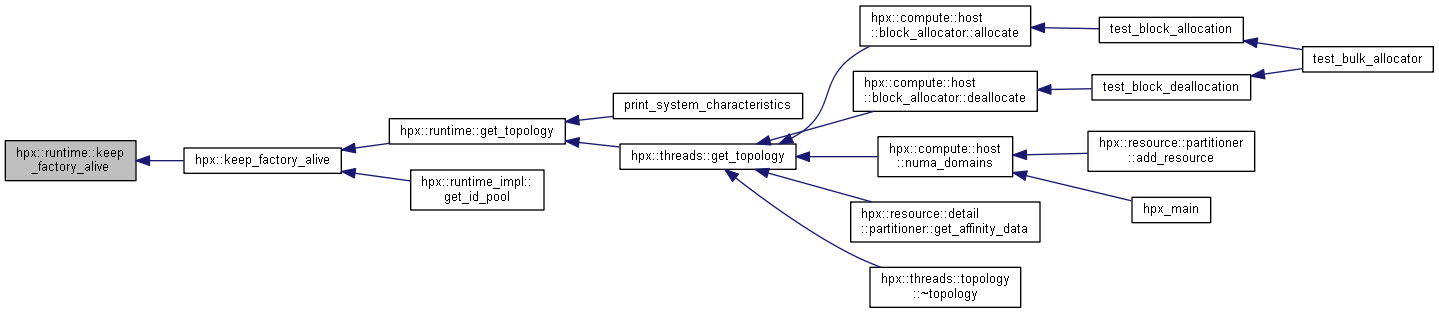 hpx::runtime::keep
_factory_alive
hpx::keep_factory_alive
hpx::runtime::get_topology
hpx::runtime_impl::
get_id_pool
print_system_characteristics
hpx::threads::get_topology
hpx::compute::host
::block_allocator::allocate
hpx::compute::host
::block_allocator::deallocate
hpx::compute::host
::numa_domains
hpx::resource::detail
::partitioner::get_affinity_data
hpx::threads::topology
::~topology
test_block_allocation
test_block_deallocation
hpx::resource::partitioner
::add_resource
hpx_main
test_bulk_allocator